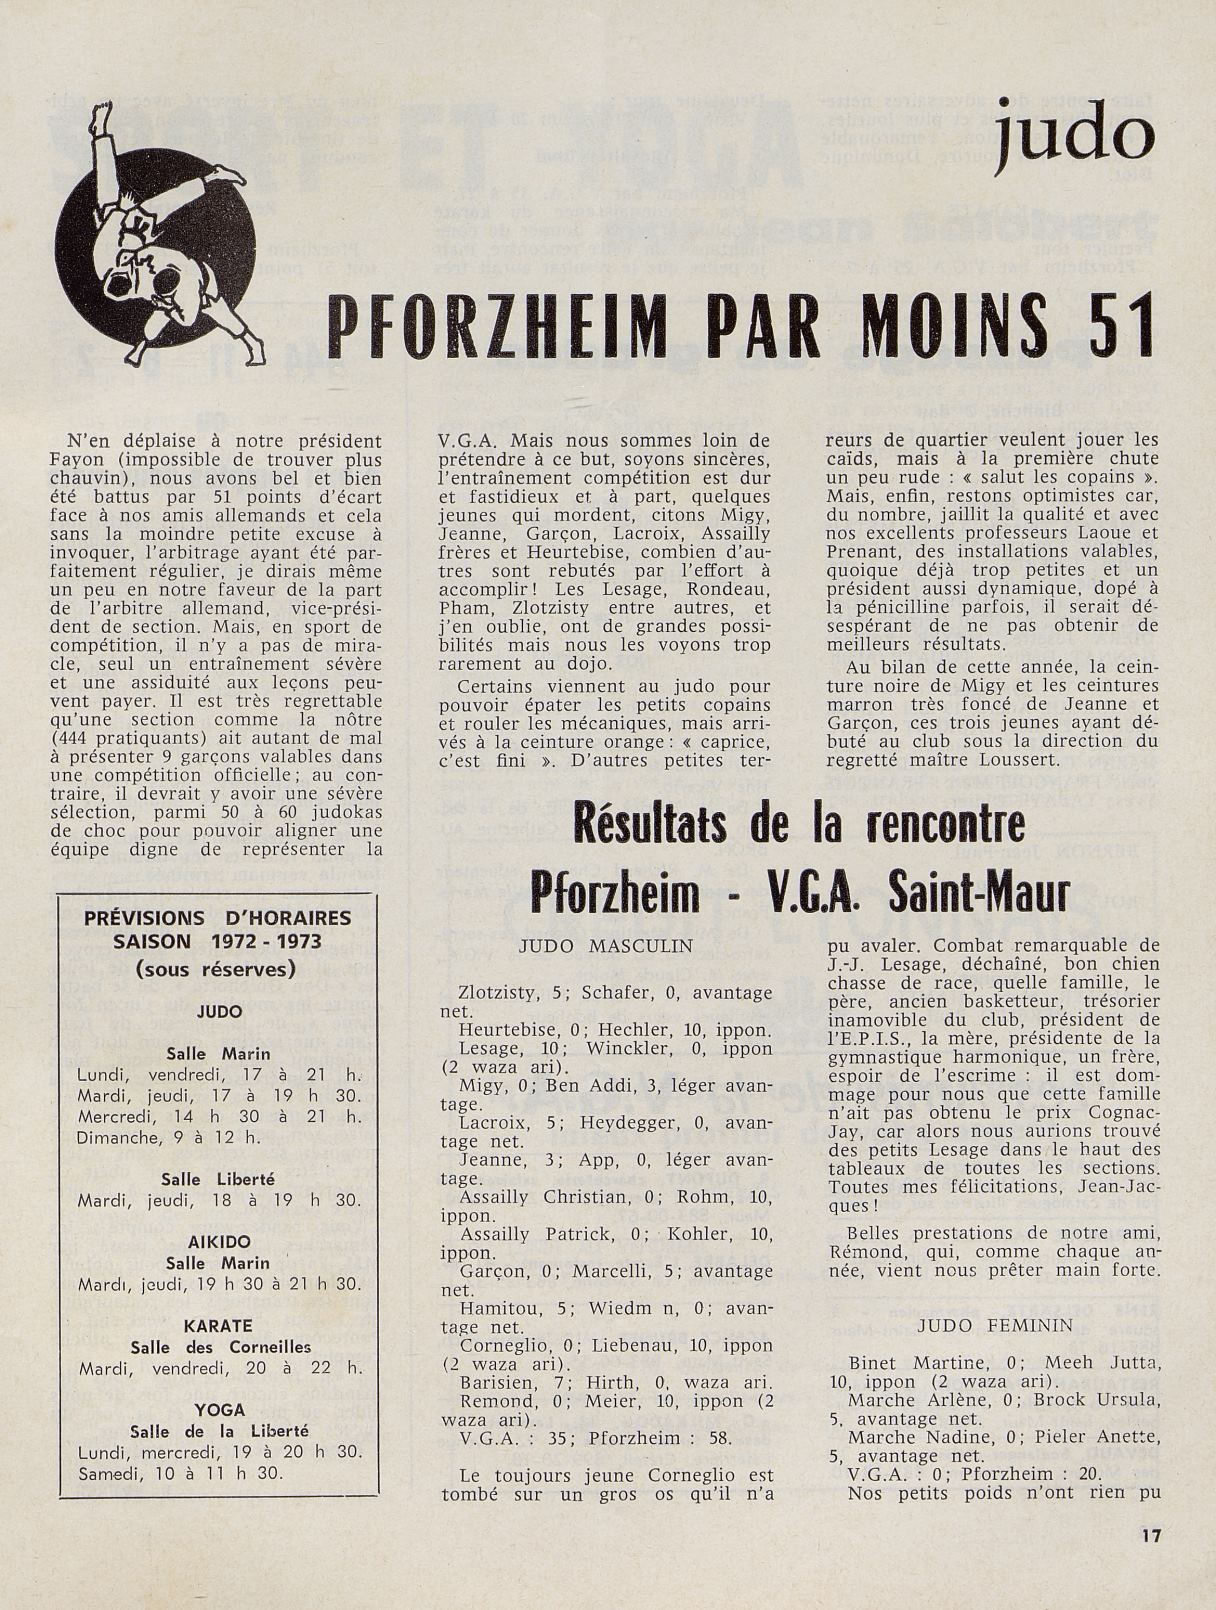 judo
PFORZHEIM PAR MOINS 51
N'en déplaise à notre président
Fayon (impossible de trouver plus
chauvin), nous avons bel et bien
été battus par 51 points d'écart
face à nos amis allemands et cela
sans la moindre petite excuse à
invoquer, l'arbitrage ayant été par-
faitement régulier, je dirais même
un peu en notre faveur de la part
de l'arbitre allemand, vice-prési-
dent de section. Mais, en sport de
compétition, il n'y a pas de mira-
cle, seul un entraînement sévère
et une assiduité aux leçons peu-
vent payer. Il est très regrettable
qu'une section comme la nôtre
(444 pratiquants) ait autant de mal
à présenter 9 garçons valables dans
une compétition officielle; au con-
traire, il devrait y avoir une sévère
sélection, parmi 50 à 60 judokas
de choc pour pouvoir aligner une
équipe digne de représenter la
V.G.A. Mais nous sommes loin de
prétendre à ce but, soyons sincères,
l'entraînement compétition est dur
et fastidieux et à part, quelques
jeunes qui mordent, citons Migy,
Jeanne, Garçon, Lacroix, Assailly
frères et Heurtebise, combien d'au-
tres sont rebutés par l'effort à
accomplir! Les Lesage, Rondeau,
Pham, Zlotzisty entre autres, et
j'en oublie, ont de grandes possi-
bilités mais nous les voyons trop
rarement au dojo.
Certains viennent au judo pour
pouvoir épater les petits copains
et rouler les mécaniques, mais arri-
vés à la ceinture orange: « caprice,
c'est fini ». D'autres petites ter-
reurs de quartier veulent jouer les
caïds, mais à la première chute
un peu rude : « salut les copains ».
Mais, enfin, restons optimistes car,
du nombre, jaillit la qualité et avec
nos excellents professeurs Laoue et
Prenant, des installations valables,
quoique déjà trop petites et un
président aussi dynamique, dopé à
la pénicilline parfois, il serait dé-
sespérant de ne pas obtenir de
meilleurs résultats.
Au bilan de cette année, la cein-
ture noire de Migy et les ceintures
marron très foncé de Jeanne et
Garçon, ces trois jeunes ayant dé-
buté au club sous la direction du
regretté maître Loussert.
PRÉVISIONS D'HORAIRES
SAISON 1972-1973
(sous réserves)
JUDO
Salle Marin
Lundi, vendredi, 17 à 21 h.
Mardi, jeudi, 17 à 19 h 30.
Mercredi, 14 h 30 à 21 h.
Dimanche, 9 à 12 h.
Salle Liberté
Mardi, jeudi, 18 à 19 h 30.
AIKIDO
Salle Marin
Mardi, jeudi, 19 h 30 à 21 h 30.
KARATE
Salle des Corneilles
Mardi, vendredi, 20 à 22 h.
YOGA
Salle de la Liberté
Lundi, mercredi, 19 à 20 h 30.
Samedi, 10 à 11 h 30.
Résultats de la rencontre
Pforzheim - V.G.A. Saint-Maur
JUDO MASCULIN
Zlotzisty, 5; Schafer, 0, avantage
net.
Heurtebise, 0; Hechler, 10, ippon.
Lesage, 10; Winckler, 0, ippon
(2 waza ari).
Migy, 0; Ben Addi, 3, léger avan-
tage.
Lacroix, 5; Heydegger, 0, avan-
tage net.
Jeanne, 3; App, 0, léger avan-
tage.
Assailly Christian, 0; Rohm, 10,
ippon.
Assailly Patrick, 0; Kohler, 10,
ippon.
Garçon, 0; Marcelli, 5; avantage
net.
Hamitou, 5; Wiedm n, 0; avan-
tage net.
Corneglio, 0; Liebenau, 10, ippon
(2 waza ari).
Barisien, 7; Hirth, 0, waza ari.
Remond, 0; Meier, 10, ippon (2
waza ari).
V.G.A. : 35; Pforzheim : 58.
Le toujours jeune Corneglio est
tombé sur un gros os qu'il n'a
pu avaler. Combat remarquable de
J.-J. Lesage, déchaîné, bon chien
chasse de race, quelle famille, le
père, ancien basketteur, trésorier
inamovible du club, président de
l'E.P.I.S., la mère, présidente de la
gymnastique harmonique, un frère,
espoir de l'escrime : il est dom-
mage pour nous que cette famille
n'ait pas obtenu le prix Cognac-
Jay, car alors nous aurions trouvé
des petits Lesage dans le haut des
tableaux de toutes les sections.
Toutes mes félicitations, Jean-Jac-
ques!
Belles prestations de notre ami,
Rémond, qui, comme chaque an-
née, vient nous prêter main forte.
JUDO FEMININ
Binet Martine, 0; Meeh Jutta,
10, ippon (2 waza ari).
Marche Arlène, 0; Brock Ursula,
5, avantage net.
Marche Nadine, 0; Pieler Anette,
5, avantage net.
V.G.A. : 0; Pforzheim : 20.
Nos petits poids n'ont rien pu
17